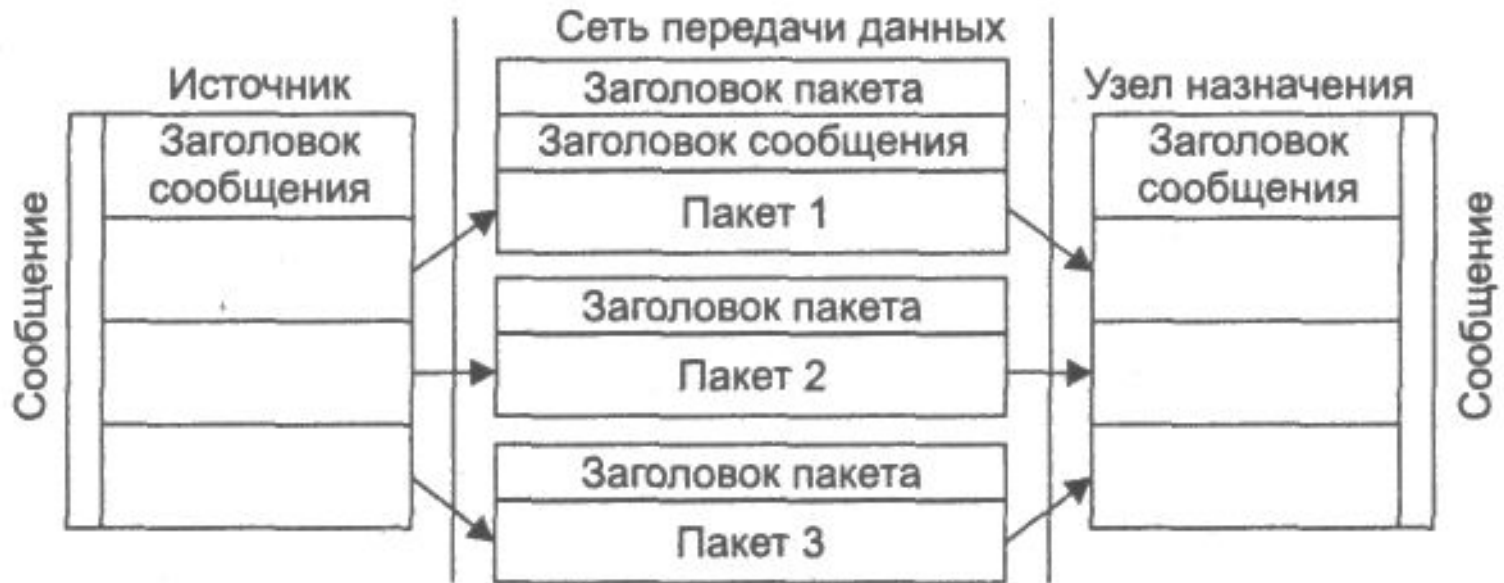 Сеть передачи данных
Источник
Заголовок
сообщения
Сообщение
Заголовок пакета
Заголовок сообщения
Пакет 1
Заголовок пакета
Пакет 2
Заголовок пакета
Пакет 3
Узел назначения
Заголовок
сообщения
Сообщение